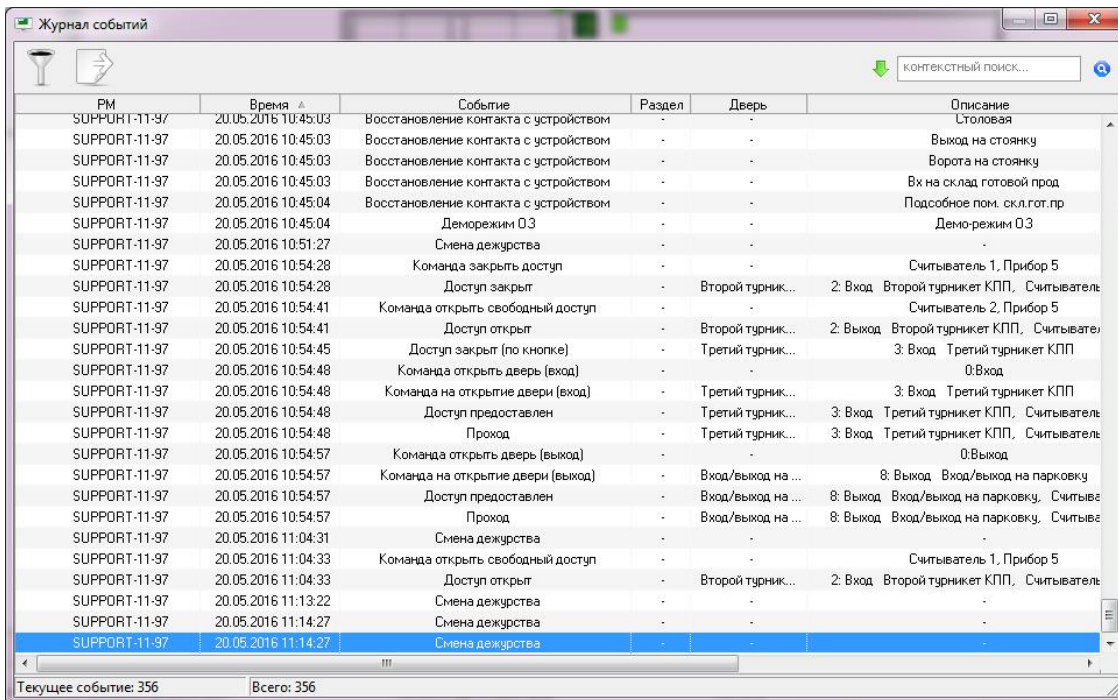 Журнал событий
контекстный поиск...
РМ Время Событие Раздел Дверь Описание
SUPPORT-11-97 20.05.2016 10:45:03 Восстановление контакта с устройством - - Столовая
SUPPORT-11-97 20.05.2016 10:45:03 Восстановление контакта с устройством - - Выход на стоянку
SUPPORT-11-97 20.05.2016 10:45:03 Восстановление контакта с устройством - - Ворота на стоянку
SUPPORT-11-97 20.05.2016 10:45:03 Восстановление контакта с устройством - - Вх на склад готовой прод
SUPPORT-11-97 20.05.2016 10:45:04 Восстановление контакта с устройством - - Подсобное пом. скл.гот.пр
SUPPORT-11-97 20.05.2016 10:45:04 Деморежим ОЗ - - Демо-режим ОЗ
SUPPORT-11-97 20.05.2016 10:51:27 Смена дежурства - - -
SUPPORT-11-97 20.05.2016 10:54:28 Команда закрыть доступ - - Считыватель 1, Прибор 5
SUPPORT-11-97 20.05.2016 10:54:28 Доступ закрыт - Второй турник... 2: Вход Второй турникет КПП, Считыватель
SUPPORT-11-97 20.05.2016 10:54:41 Команда открыть свободный доступ - - Считыватель 2, Прибор 5
SUPPORT-11-97 20.05.2016 10:54:41 Доступ открыт - Второй турник... 2: Выход Второй турникет КПП, Считывател
SUPPORT-11-97 20.05.2016 10:54:45 Доступ закрыт (по кнопке) - Третий турник... 3: Вход Третий турникет КПП
SUPPORT-11-97 20.05.2016 10:54:48 Команда открыть дверь (вход) - - 0:Вход
SUPPORT-11-97 20.05.2016 10:54:48 Команда на открытие двери (вход) - Третий турник... 3: Вход Третий турникет КПП
SUPPORT-11-97 20.05.2016 10:54:48 Доступ предоставлен - Третий турник... 3: Вход Третий турникет КПП, Считыватель
SUPPORT-11-97 20.05.2016 10:54:48 Проход - Третий турник... 3: Вход Третий турникет КПП, Считыватель
SUPPORT-11-97 20.05.2016 10:54:57 Команда открыть дверь (выход) - - 0:Выход
SUPPORT-11-97 20.05.2016 10:54:57 Команда на открытие двери (выход) - Вход/выход на ... 8: Выход Вход/выход на парковку
SUPPORT-11-97 20.05.2016 10:54:57 Доступ предоставлен - Вход/выход на ... 8: Выход Вход/выход на парковку, Считыва
SUPPORT-11-97 20.05.2016 10:54:57 Проход - Вход/выход на ... 8: Выход Вход/выход на парковку, Считыва
SUPPORT-11-97 20.05.2016 11:04:31 Смена дежурства - - -
SUPPORT-11-97 20.05.2016 11:04:33 Команда открыть свободный доступ - - Считыватель 1, Прибор 5
SUPPORT-11-97 20.05.2016 11:04:33 Доступ открыт - Второй турник... 2: Вход Второй турникет КПП, Считыватель
SUPPORT-11-97 20.05.2016 11:13:22 Смена дежурства - - -
SUPPORT-11-97 20.05.2016 11:14:27 Смена дежурства - - -
SUPPORT-11-97 20.05.2016 11:14:27 Смена дежурства - - -
Текущее событие: 356 Всего: 356